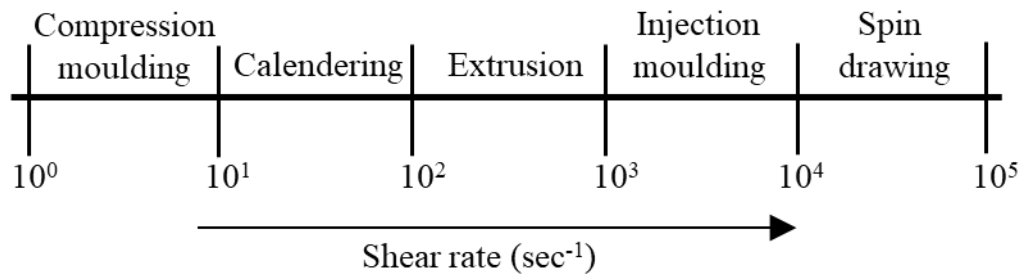 Compression
moulding
Calendering
Extrusion
Injection
moulding
Spin
drawing
10⁰
10¹
10²
10³
10⁴
10⁵
Shear rate (sec⁻¹)